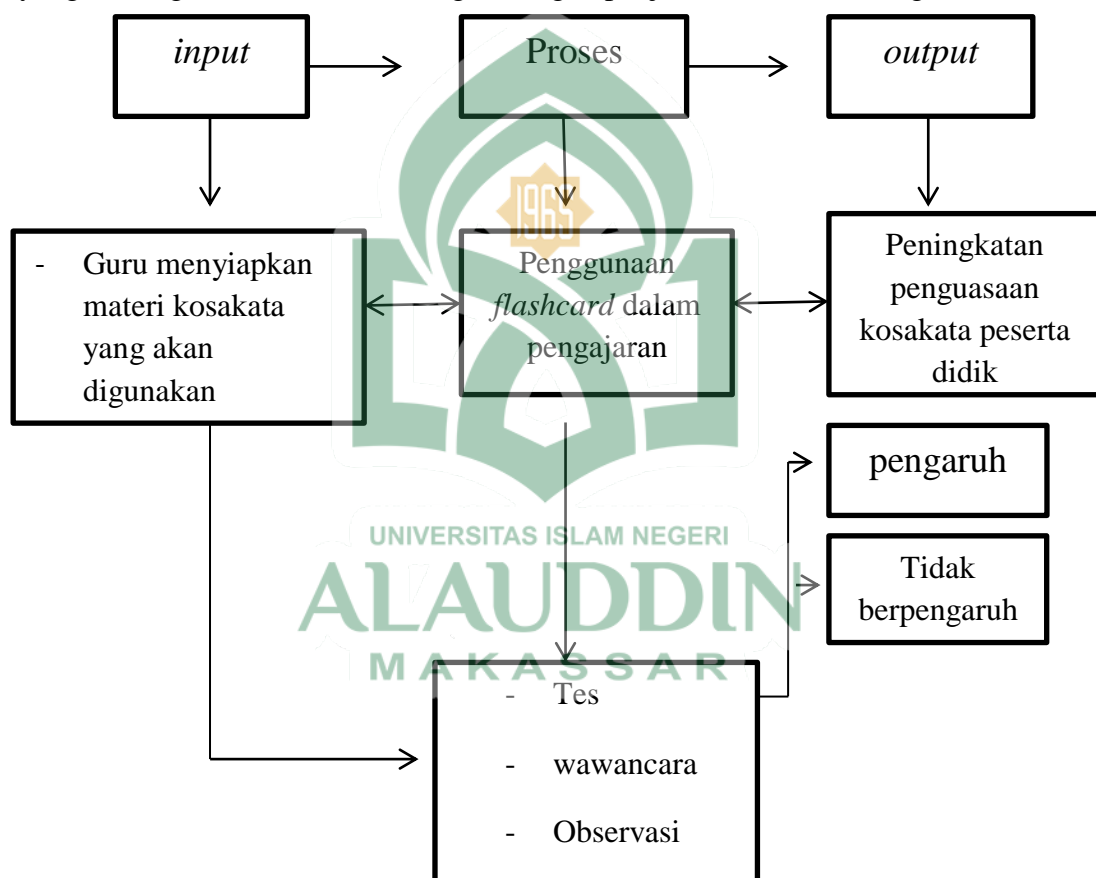 input
Proses
output
1965
- Guru menyiapkan
materi kosakata
yang akan
digunakan
Penggunaan
flashcard dalam
pengajaran
Peningkatan
penguasaan
kosakata peserta
didik
pengaruh
Tidak
berpengaruh
UNIVERSITAS ISLAM NEGERI
ALAUDDIN
MAKASSAR
- Tes
- wawancara
- Observasi